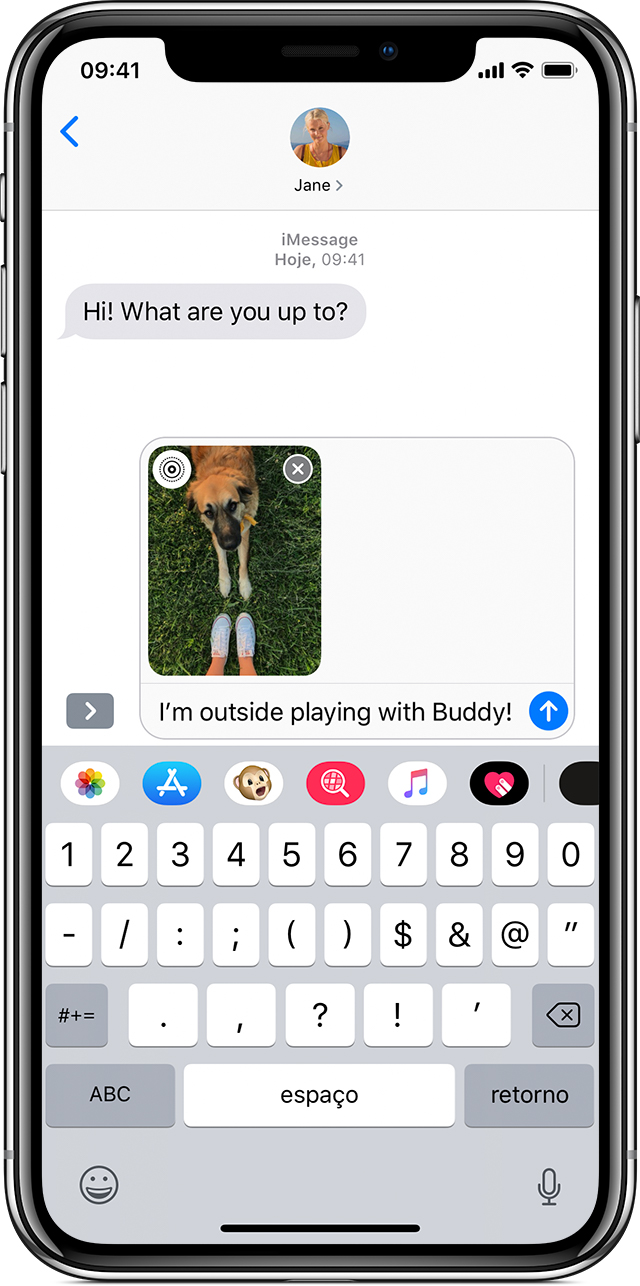 09:41
Jane >
iMessage
Hoje, 09:41
Hi! What are you up to?
I’m outside playing with Buddy!
1 2 3 4 5 6 7 8 9 0
- / : ; ( ) $ & @ ”
#+= . , ? ! ’
ABC espaço retorno